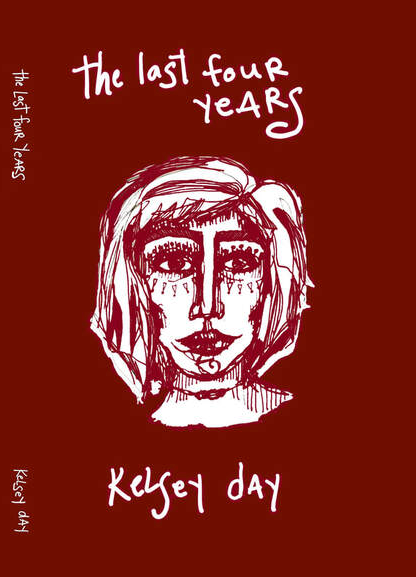 the last four
yeARS
the Last four YeARS
Kelsey dAy
Kelsey dAy